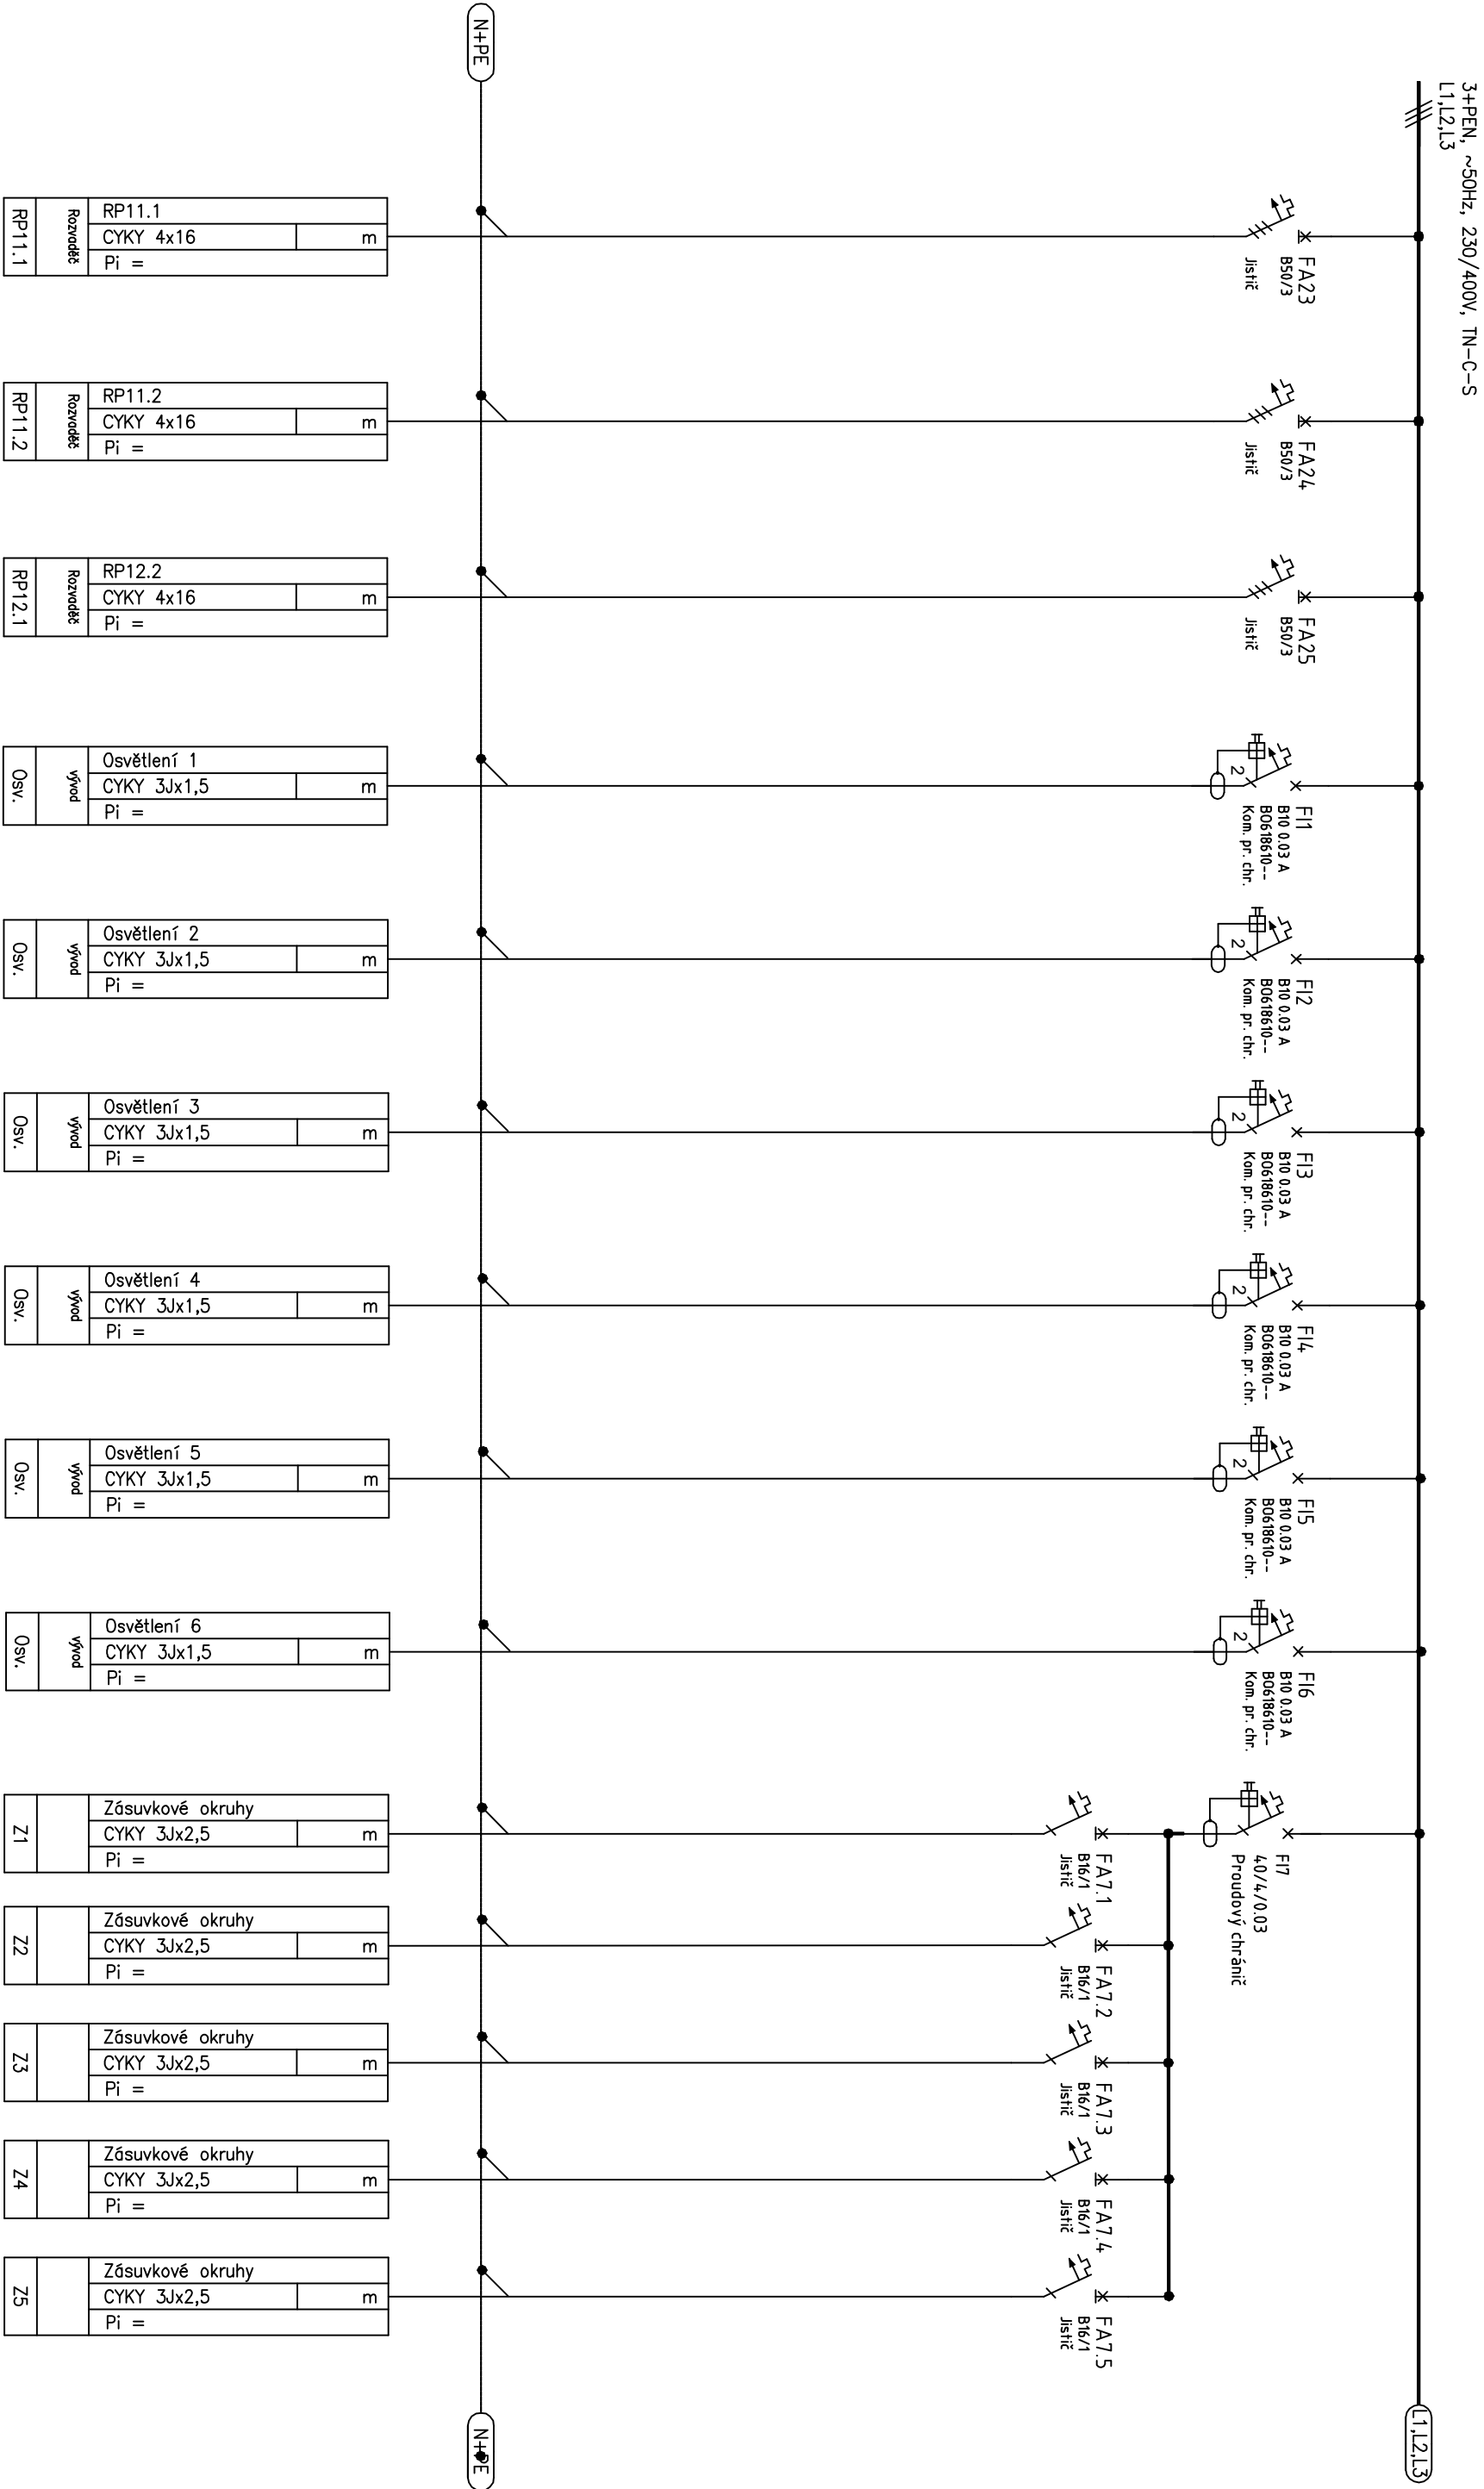 3+PEN, ~50Hz, 230/400V, TN-C-S
L1,L2,L3
N+PE
FA23
B50/3
Jistič
RP11.1
CYKY 4x16
m
Pi =
Rozvaděč
RP11.1
FA24
B50/3
Jistič
RP11.2
CYKY 4x16
m
Pi =
Rozvaděč
RP11.2
FA25
B50/3
Jistič
RP12.2
CYKY 4x16
m
Pi =
Rozvaděč
RP12.1
2
FI1
B10 0.03 A
BO618610--
Kom. pr. chr.
Osvětlení 1
CYKY 3Jx1,5
m
Pi =
vývod
Osv.
2
FI2
B10 0.03 A
BO618610--
Kom. pr. chr.
Osvětlení 2
CYKY 3Jx1,5
m
Pi =
vývod
Osv.
2
FI3
B10 0.03 A
BO618610--
Kom. pr. chr.
Osvětlení 3
CYKY 3Jx1,5
m
Pi =
vývod
Osv.
2
FI4
B10 0.03 A
BO618610--
Kom. pr. chr.
Osvětlení 4
CYKY 3Jx1,5
m
Pi =
vývod
Osv.
2
FI5
B10 0.03 A
BO618610--
Kom. pr. chr.
Osvětlení 5
CYKY 3Jx1,5
m
Pi =
vývod
Osv.
2
FI6
B10 0.03 A
BO618610--
Kom. pr. chr.
Osvětlení 6
CYKY 3Jx1,5
m
Pi =
vývod
Osv.
FI7
40/4/0.03
Proudový chránič
FA7.1
B16/1
Jistič
Zásuvkové okruhy
CYKY 3Jx2,5
m
Pi =
Z1
FA7.2
B16/1
Jistič
Zásuvkové okruhy
CYKY 3Jx2,5
m
Pi =
Z2
FA7.3
B16/1
Jistič
Zásuvkové okruhy
CYKY 3Jx2,5
m
Pi =
Z3
FA7.4
B16/1
Jistič
Zásuvkové okruhy
CYKY 3Jx2,5
m
Pi =
Z4
FA7.5
B16/1
Jistič
Zásuvkové okruhy
CYKY 3Jx2,5
m
Pi =
Z5
L1,L2,L3
N+PE